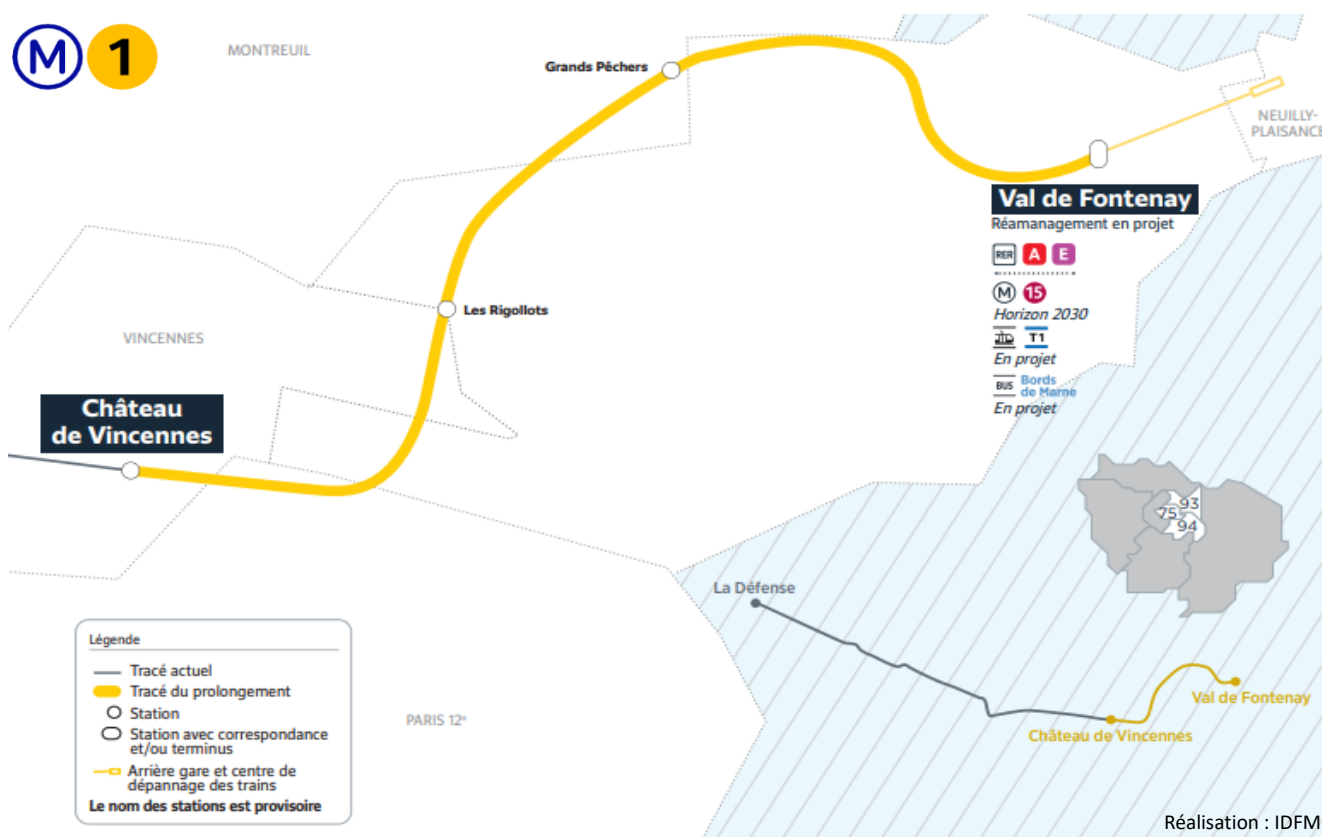 M 1
MONTREUIL
Grands Pêchers
NEUILLY-
PLAISANCE
Val de Fontenay
Réamanagement en projet
RER A E
M 15
Horizon 2030
T1
En projet
BUS Bords
de Marne
En projet
Les Rigollots
VINCENNES
Château
de Vincennes
93
75
94
La Défense
Val de Fontenay
Château de Vincennes
PARIS 12e
Légende
Tracé actuel
Tracé du prolongement
Station
Station avec correspondance
et/ou terminus
Arrière gare et centre de
dépannage des trains
Le nom des stations est provisoire
Réalisation : IDFM